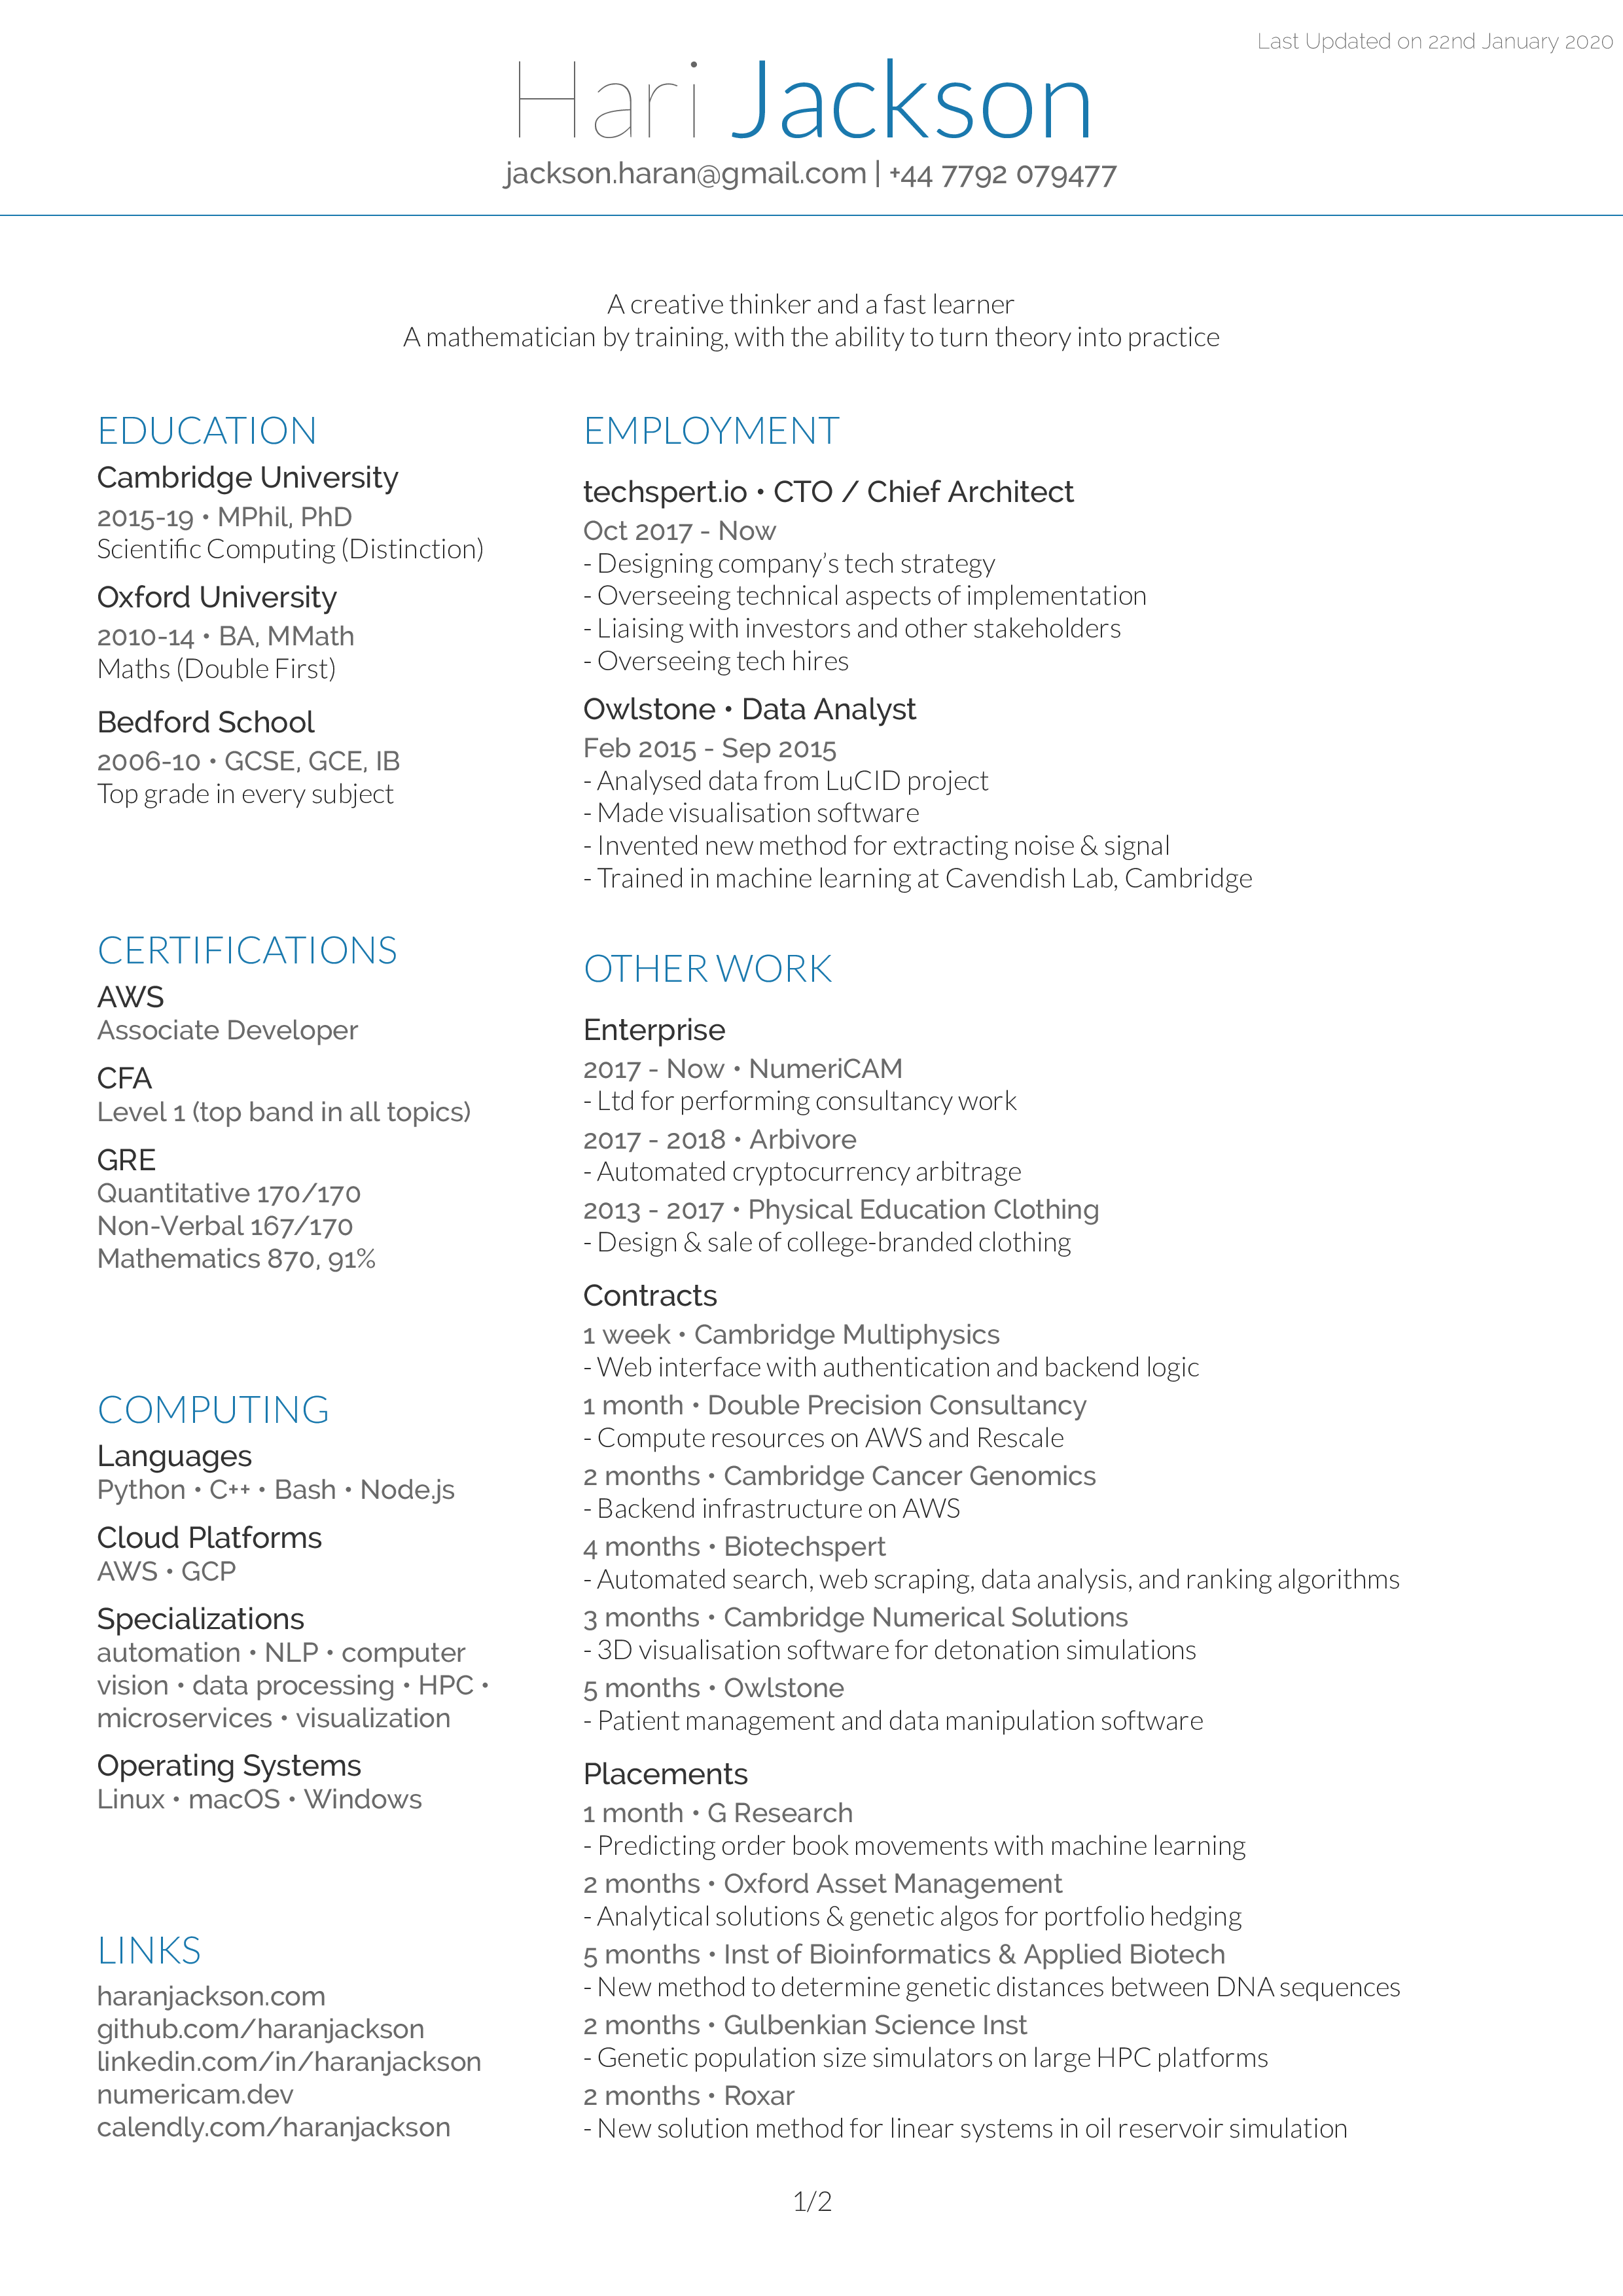 Last Updated on 22nd January 2020
Hari Jackson
jackson.haran@gmail.com | +44 7792 079477
A creative thinker and a fast learner
A mathematician by training, with the ability to turn theory into practice
EDUCATION
Cambridge University
2015-19 • MPhil, PhD
Scientific Computing (Distinction)
Oxford University
2010-14 • BA, MMath
Maths (Double First)
Bedford School
2006-10 • GCSE, GCE, IB
Top grade in every subject
CERTIFICATIONS
AWS
Associate Developer
CFA
Level 1 (top band in all topics)
GRE
Quantitative 170/170
Non-Verbal 167/170
Mathematics 870, 91%
COMPUTING
Languages
Python • C++ • Bash • Node.js
Cloud Platforms
AWS • GCP
Specializations
automation • NLP • computer
vision • data processing • HPC •
microservices • visualization
Operating Systems
Linux • macOS • Windows
LINKS
haranjackson.com
github.com/haranjackson
linkedin.com/in/haranjackson
numericam.dev
calendly.com/haranjackson
EMPLOYMENT
techspert.io • CTO / Chief Architect
Oct 2017 - Now
- Designing company's tech strategy
- Overseeing technical aspects of implementation
- Liaising with investors and other stakeholders
- Overseeing tech hires
Owlstone • Data Analyst
Feb 2015 - Sep 2015
- Analysed data from LuCID project
- Made visualisation software
- Invented new method for extracting noise & signal
- Trained in machine learning at Cavendish Lab, Cambridge
OTHER WORK
Enterprise
2017 - Now • NumeriCAM
- Ltd for performing consultancy work
2017 - 2018 • Arbivore
- Automated cryptocurrency arbitrage
2013 - 2017 • Physical Education Clothing
- Design & sale of college-branded clothing
Contracts
1 week • Cambridge Multiphysics
- Web interface with authentication and backend logic
1 month • Double Precision Consultancy
- Compute resources on AWS and Rescale
2 months • Cambridge Cancer Genomics
- Backend infrastructure on AWS
4 months • Biotechspert
- Automated search, web scraping, data analysis, and ranking algorithms
3 months • Cambridge Numerical Solutions
- 3D visualisation software for detonation simulations
5 months • Owlstone
- Patient management and data manipulation software
Placements
1 month • G Research
- Predicting order book movements with machine learning
2 months • Oxford Asset Management
- Analytical solutions & genetic algos for portfolio hedging
5 months • Inst of Bioinformatics & Applied Biotech
- New method to determine genetic distances between DNA sequences
2 months • Gulbenkian Science Inst
- Genetic population size simulators on large HPC platforms
2 months • Roxar
- New solution method for linear systems in oil reservoir simulation
1/2